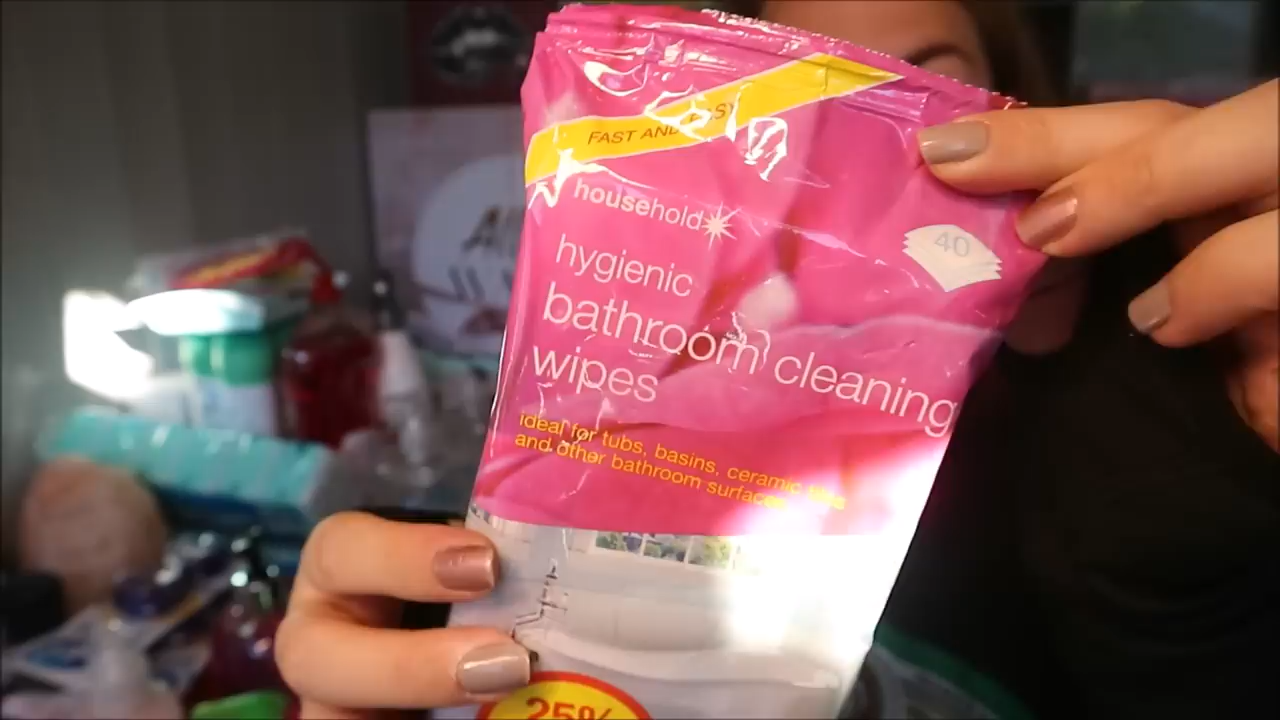 FAST AND EASY
household
40
hygienic
bathroom cleaning
wipes
ideal for tubs, basins, ceramic tiles
and other bathroom surfaces
25%